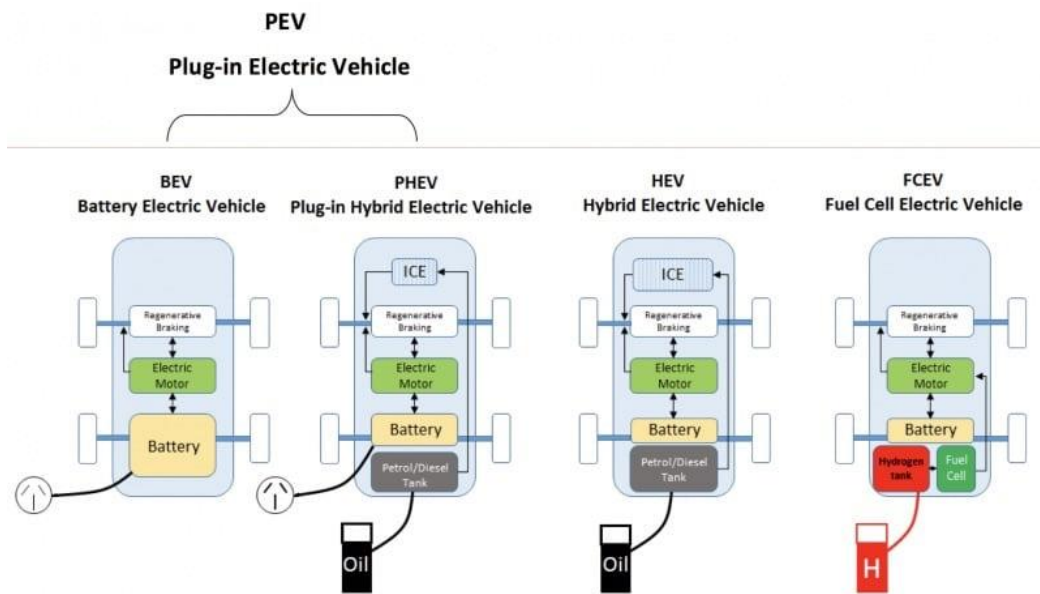 PEV
Plug-in Electric Vehicle
BEV
Battery Electric Vehicle
PHEV
Plug-in Hybrid Electric Vehicle
HEV
Hybrid Electric Vehicle
FCEV
Fuel Cell Electric Vehicle
Regenerative
Braking
Electric
Motor
Battery
ICE
Regenerative
Braking
Electric
Motor
Battery
Petrol/Diesel
Tank
Oil
ICE
Regenerative
Braking
Electric
Motor
Battery
Petrol/Diesel
Tank
Oil
Regenerative
Braking
Electric
Motor
Battery
Hydrogen
tank
Fuel
Cell
H